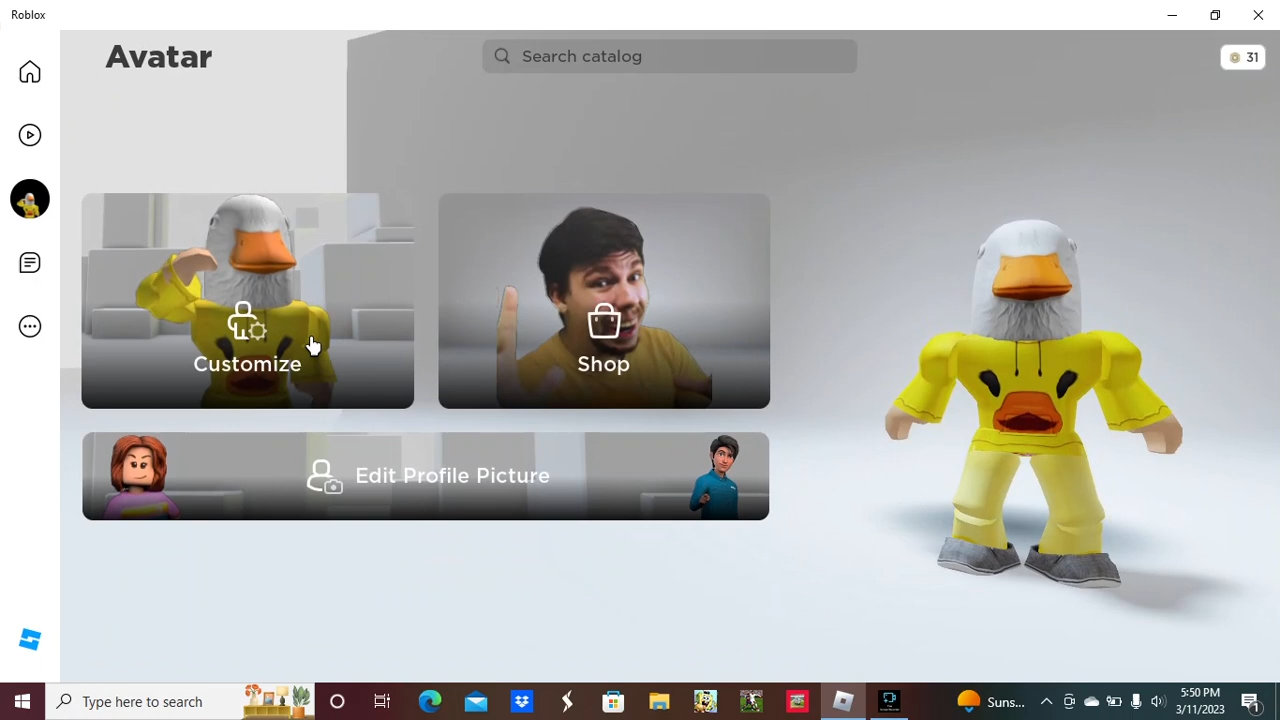 Roblox
Avatar
Search catalog
31
Customize
Shop
Edit Profile Picture
Type here to search
Suns...
5:50 PM
3/11/2023
1